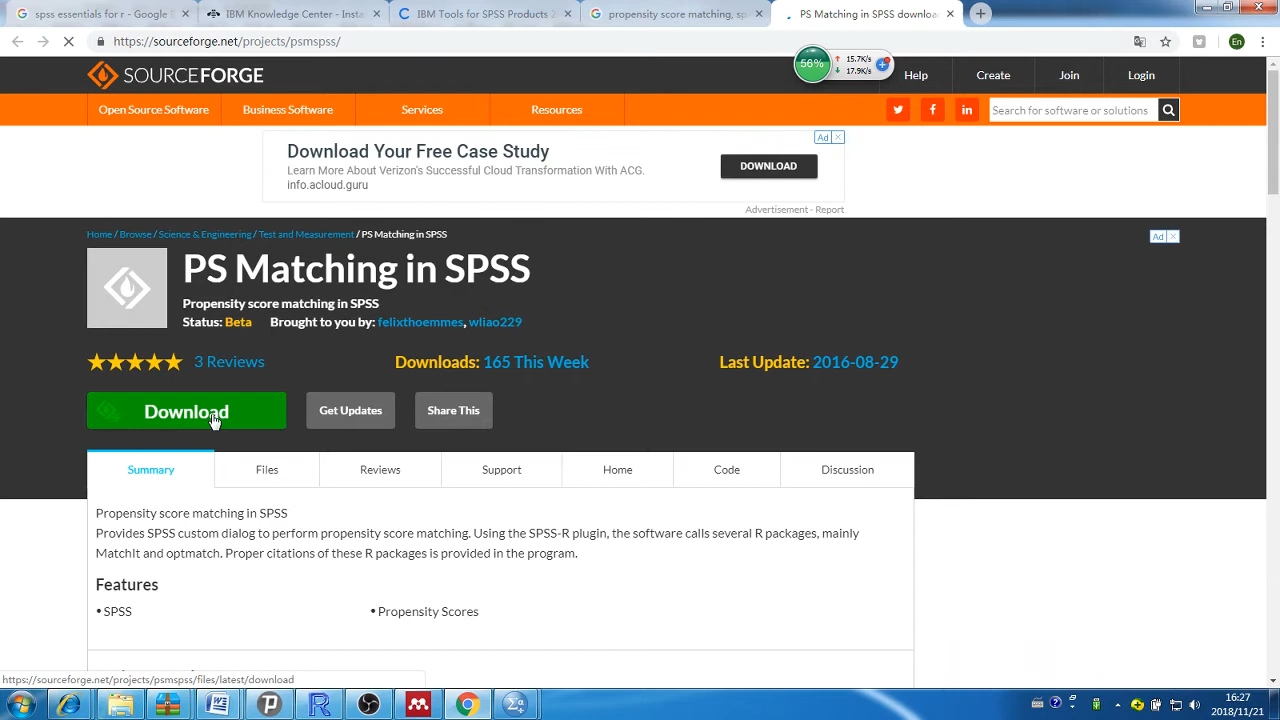 spss essentials for r - Google
IBM Knowledge Center - Insta
IBM Tools for SPSS Products
propensity score matching, sp
PS Matching in SPSS downloa
https://sourceforge.net/projects/psmspss/
En
56%
15.7K/s
17.9K/s
SOURCEFORGE
Help
Create
Join
Login
Open Source Software
Business Software
Services
Resources
Search for software or solutions
Ad
Download Your Free Case Study
Learn More About Verizon's Successful Cloud Transformation With ACG.
info.acloud.guru
DOWNLOAD
Advertisement - Report
Home / Browse / Science & Engineering / Test and Measurement / PS Matching in SPSS
Ad
PS Matching in SPSS
Propensity score matching in SPSS
Status: Beta Brought to you by: felixthoemmes, wliao229
3 Reviews
Downloads: 165 This Week
Last Update: 2016-08-29
Download
Get Updates
Share This
Summary
Files
Reviews
Support
Home
Code
Discussion
Propensity score matching in SPSS
Provides SPSS custom dialog to perform propensity score matching. Using the SPSS-R plugin, the software calls several R packages, mainly
MatchIt and optmatch. Proper citations of these R packages is provided in the program.
Features
• SPSS
• Propensity Scores
https://sourceforge.net/projects/psmspss/files/latest/download
16:27
2018/11/21